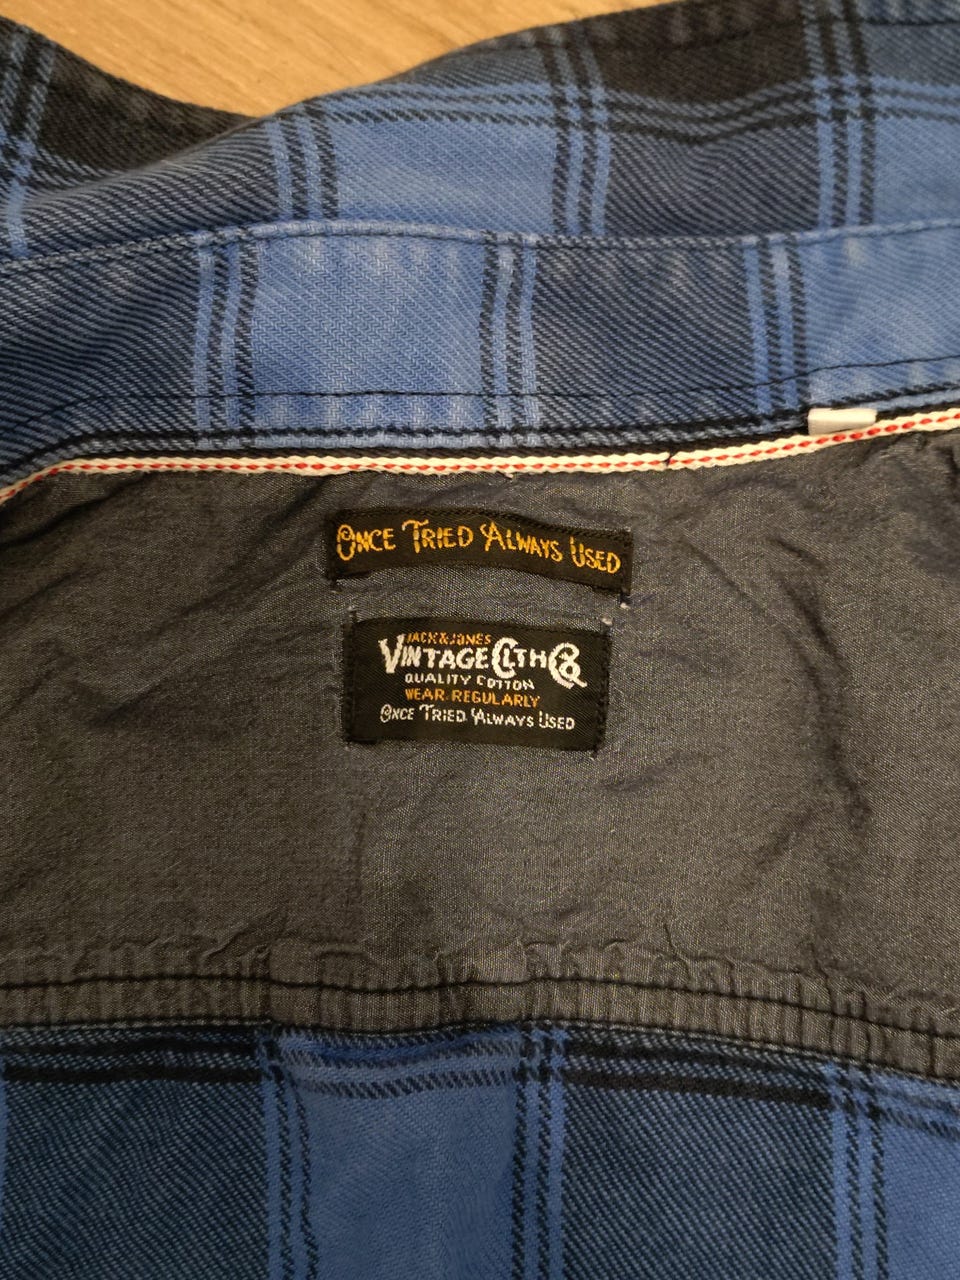 ONCE TRIED ALWAYS USED
JACK & JONES
VINTAGE CLTH CO
QUALITY COTTON
WEAR REGULARLY
ONCE TRIED ALWAYS USED